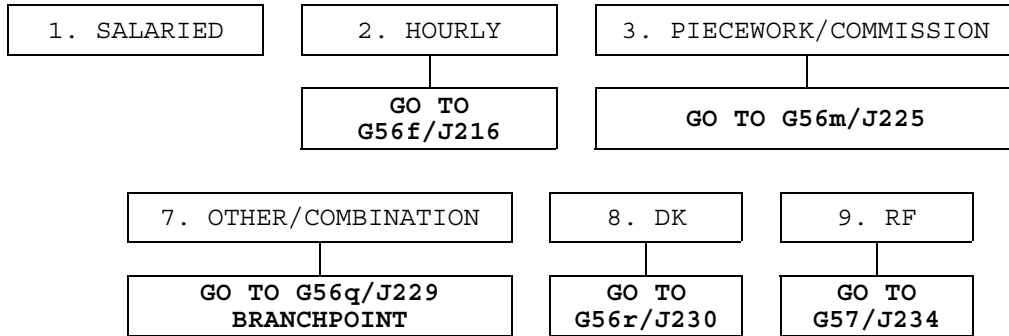 1. SALARIED
2. HOURLY
3. PIECEWORK/COMMISSION
GO TO
G56f/J216
GO TO G56m/J225
7. OTHER/COMBINATION
8. DK
9. RF
GO TO G56q/J229
BRANCHPOINT
GO TO
G56r/J230
GO TO
G57/J234